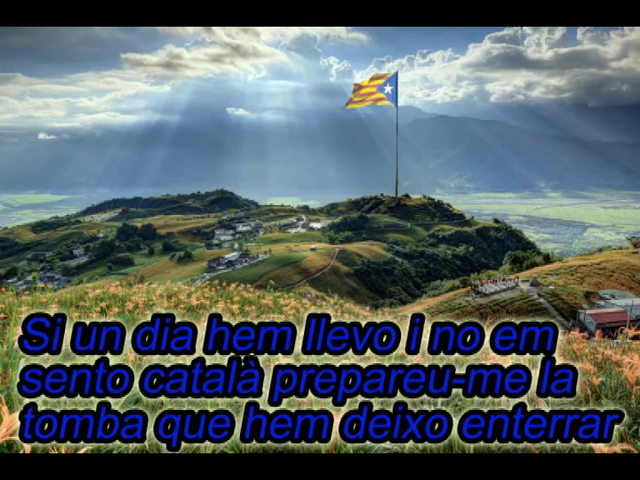 Si un dia hem llevo i no em
sento català prepareu-me la
tomba que hem deixo enterrar